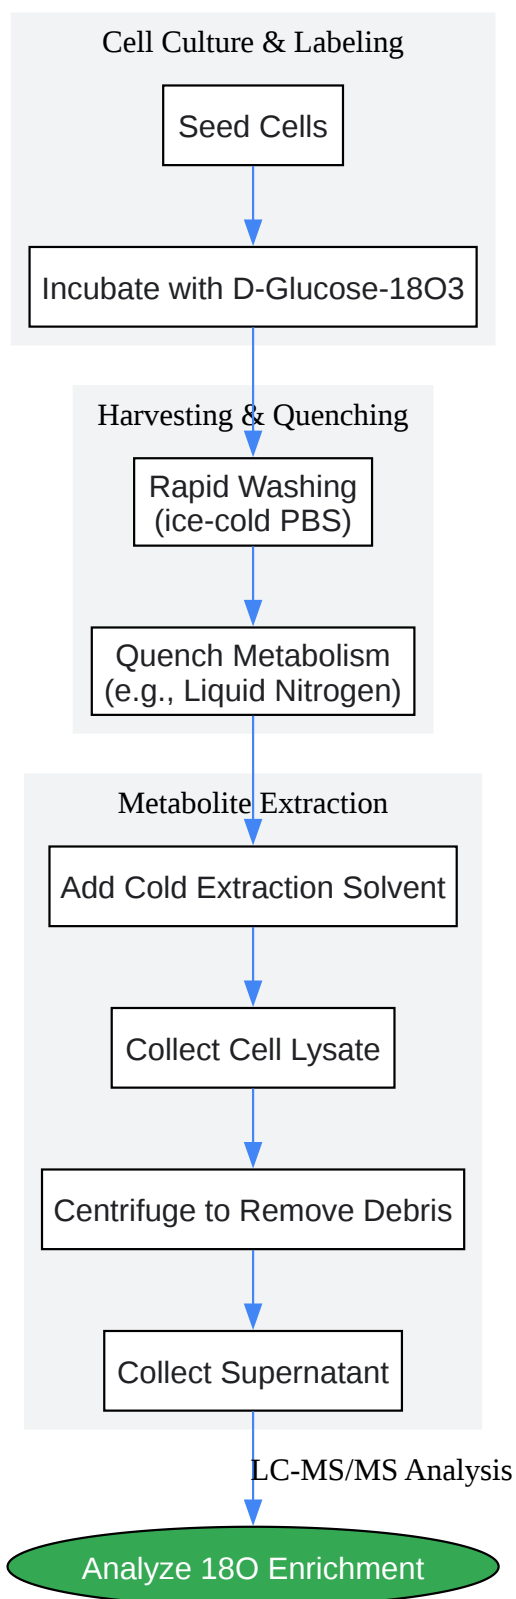 Cell Culture & Labeling
Seed Cells
Incubate with D-Glucose-18O3
Harvesting & Quenching
Rapid Washing
(ice-cold PBS)
Quench Metabolism
(e.g., Liquid Nitrogen)
Metabolite Extraction
Add Cold Extraction Solvent
Collect Cell Lysate
Centrifuge to Remove Debris
Collect Supernatant
LC-MS/MS Analysis
Analyze 18O Enrichment